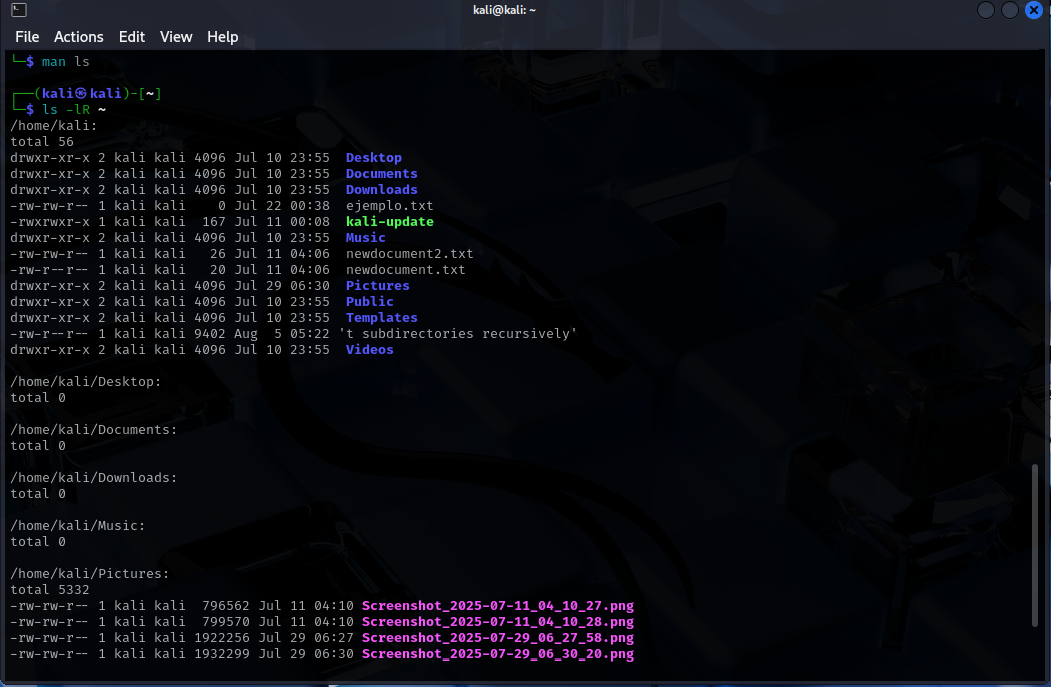 kali@kali: ~
File Actions Edit View Help
└─$ man ls
┌──(kali㉿kali)-[~]
└─$ ls -lR ~
/home/kali:
total 56
drwxr-xr-x 2 kali kali 4096 Jul 10 23:55  Desktop
drwxr-xr-x 2 kali kali 4096 Jul 10 23:55  Documents
drwxr-xr-x 2 kali kali 4096 Jul 10 23:55  Downloads
-rw-rw-r-- 1 kali kali    0 Jul 22 00:38  ejemplo.txt
-rwxrwxr-x 1 kali kali  167 Jul 11 00:08  kali-update
drwxr-xr-x 2 kali kali 4096 Jul 10 23:55  Music
-rw-rw-r-- 1 kali kali   26 Jul 11 04:06  newdocument2.txt
-rw-r--r-- 1 kali kali   20 Jul 11 04:06  newdocument.txt
drwxr-xr-x 2 kali kali 4096 Jul 29 06:30  Pictures
drwxr-xr-x 2 kali kali 4096 Jul 10 23:55  Public
drwxr-xr-x 2 kali kali 4096 Jul 10 23:55  Templates
-rw-r--r-- 1 kali kali 9402 Aug  5 05:22 't subdirectories recursively'
drwxr-xr-x 2 kali kali 4096 Jul 10 23:55  Videos
/home/kali/Desktop:
total 0
/home/kali/Documents:
total 0
/home/kali/Downloads:
total 0
/home/kali/Music:
total 0
/home/kali/Pictures:
total 5332
-rw-rw-r-- 1 kali kali  796562 Jul 11 04:10 Screenshot_2025-07-11_04_10_27.png
-rw-rw-r-- 1 kali kali  799570 Jul 11 04:10 Screenshot_2025-07-11_04_10_28.png
-rw-rw-r-- 1 kali kali 1922256 Jul 29 06:27 Screenshot_2025-07-29_06_27_58.png
-rw-rw-r-- 1 kali kali 1932299 Jul 29 06:30 Screenshot_2025-07-29_06_30_20.png